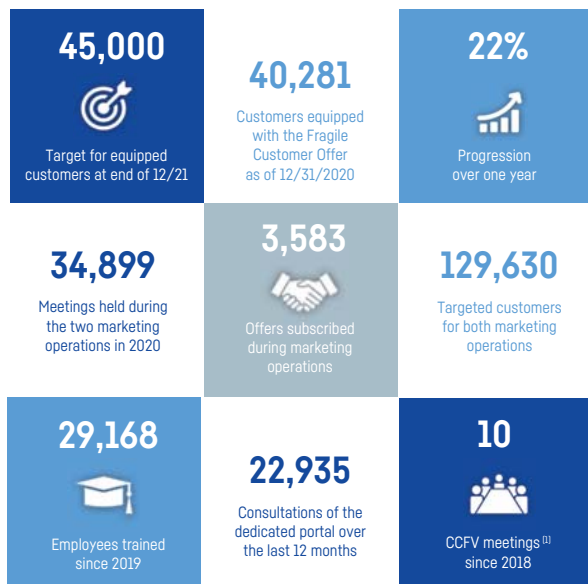 45,000
Target for equipped
customers at end of 12/21
40,281
Customers equipped
with the Fragile
Customer Offer
as of 12/31/2020
22%
Progression
over one year
34,899
Meetings held during
the two marketing
operations in 2020
3,583
Offers subscribed
during marketing
operations
129,630
Targeted customers
for both marketing
operations
29,168
Employees trained
since 2019
22,935
Consultations of the
dedicated portal over
the last 12 months
10
CCFV meetings (1)
since 2018